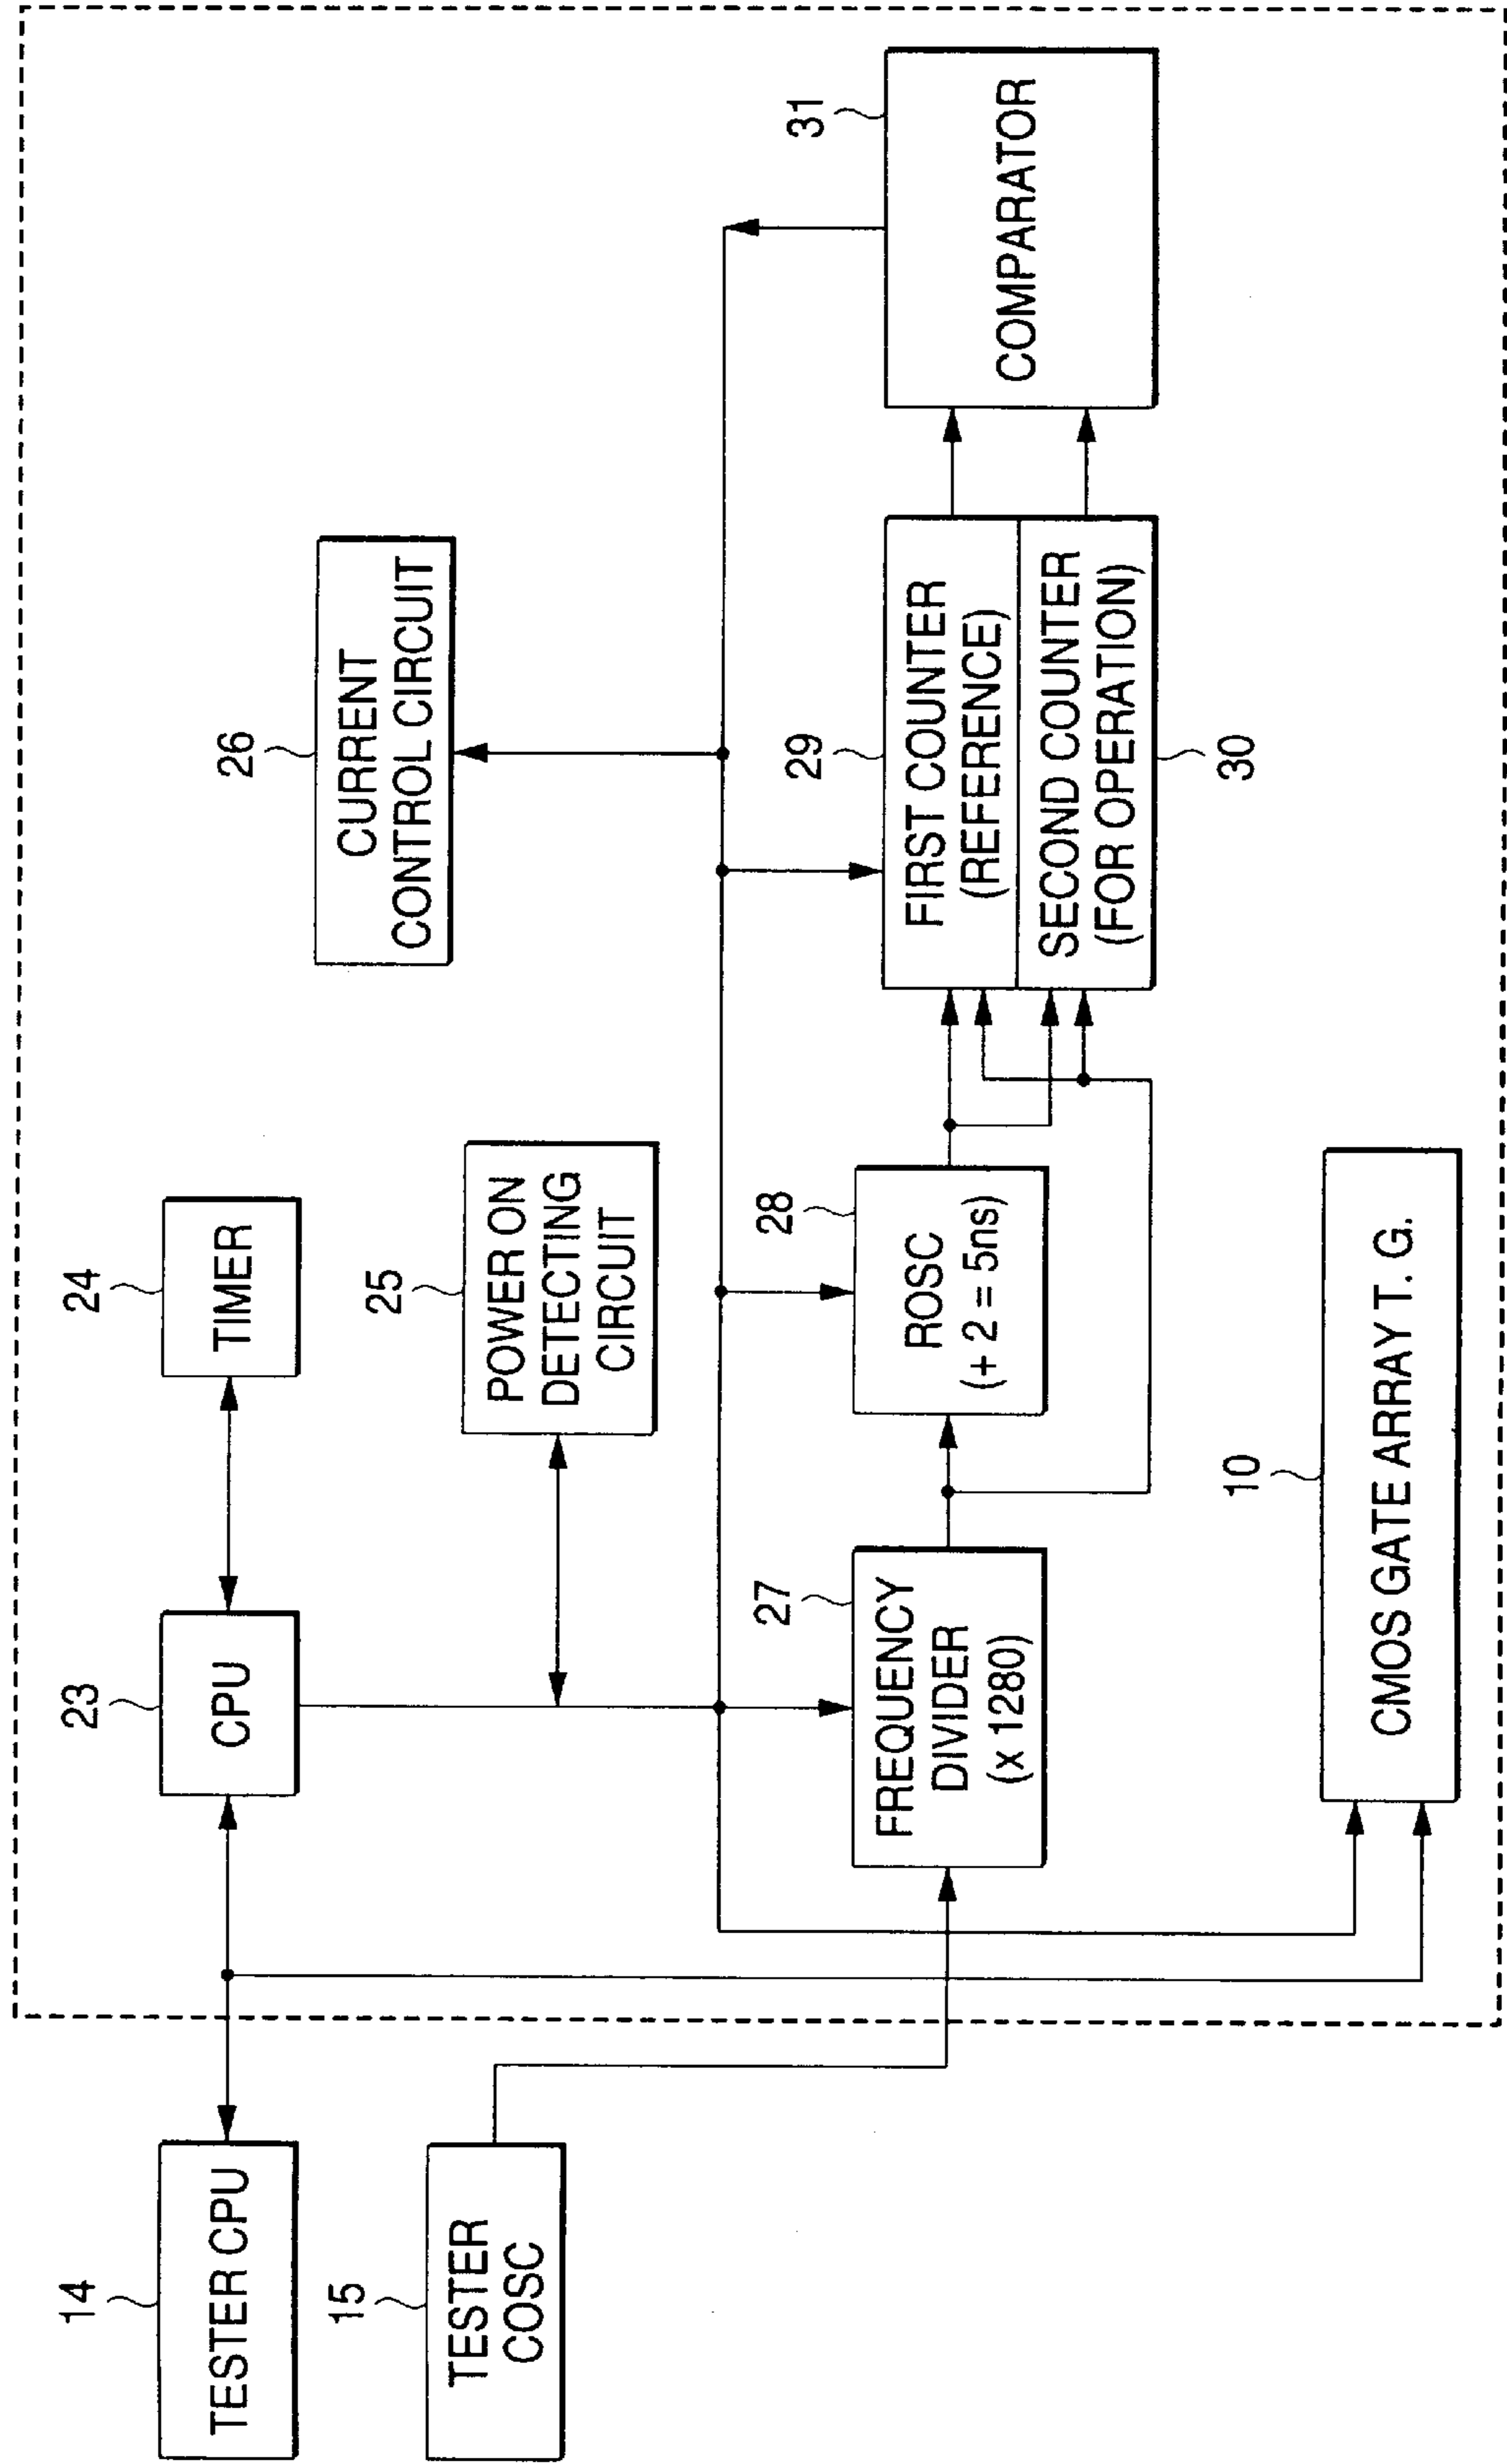 14
TESTER CPU
15
TESTER
COSC
23
CPU
24
TIMER
25
POWER ON
DETECTING
CIRCUIT
26
CURRENT
CONTROL CIRCUIT
27
FREQUENCY
DIVIDER
(x 1280)
28
ROSC
(+ 2 = 5ns)
29
FIRST COUNTER
(REFERENCE)
SECOND COUNTER
(FOR OPERATION)
30
31
COMPARATOR
10
CMOS GATE ARRAY T. G.